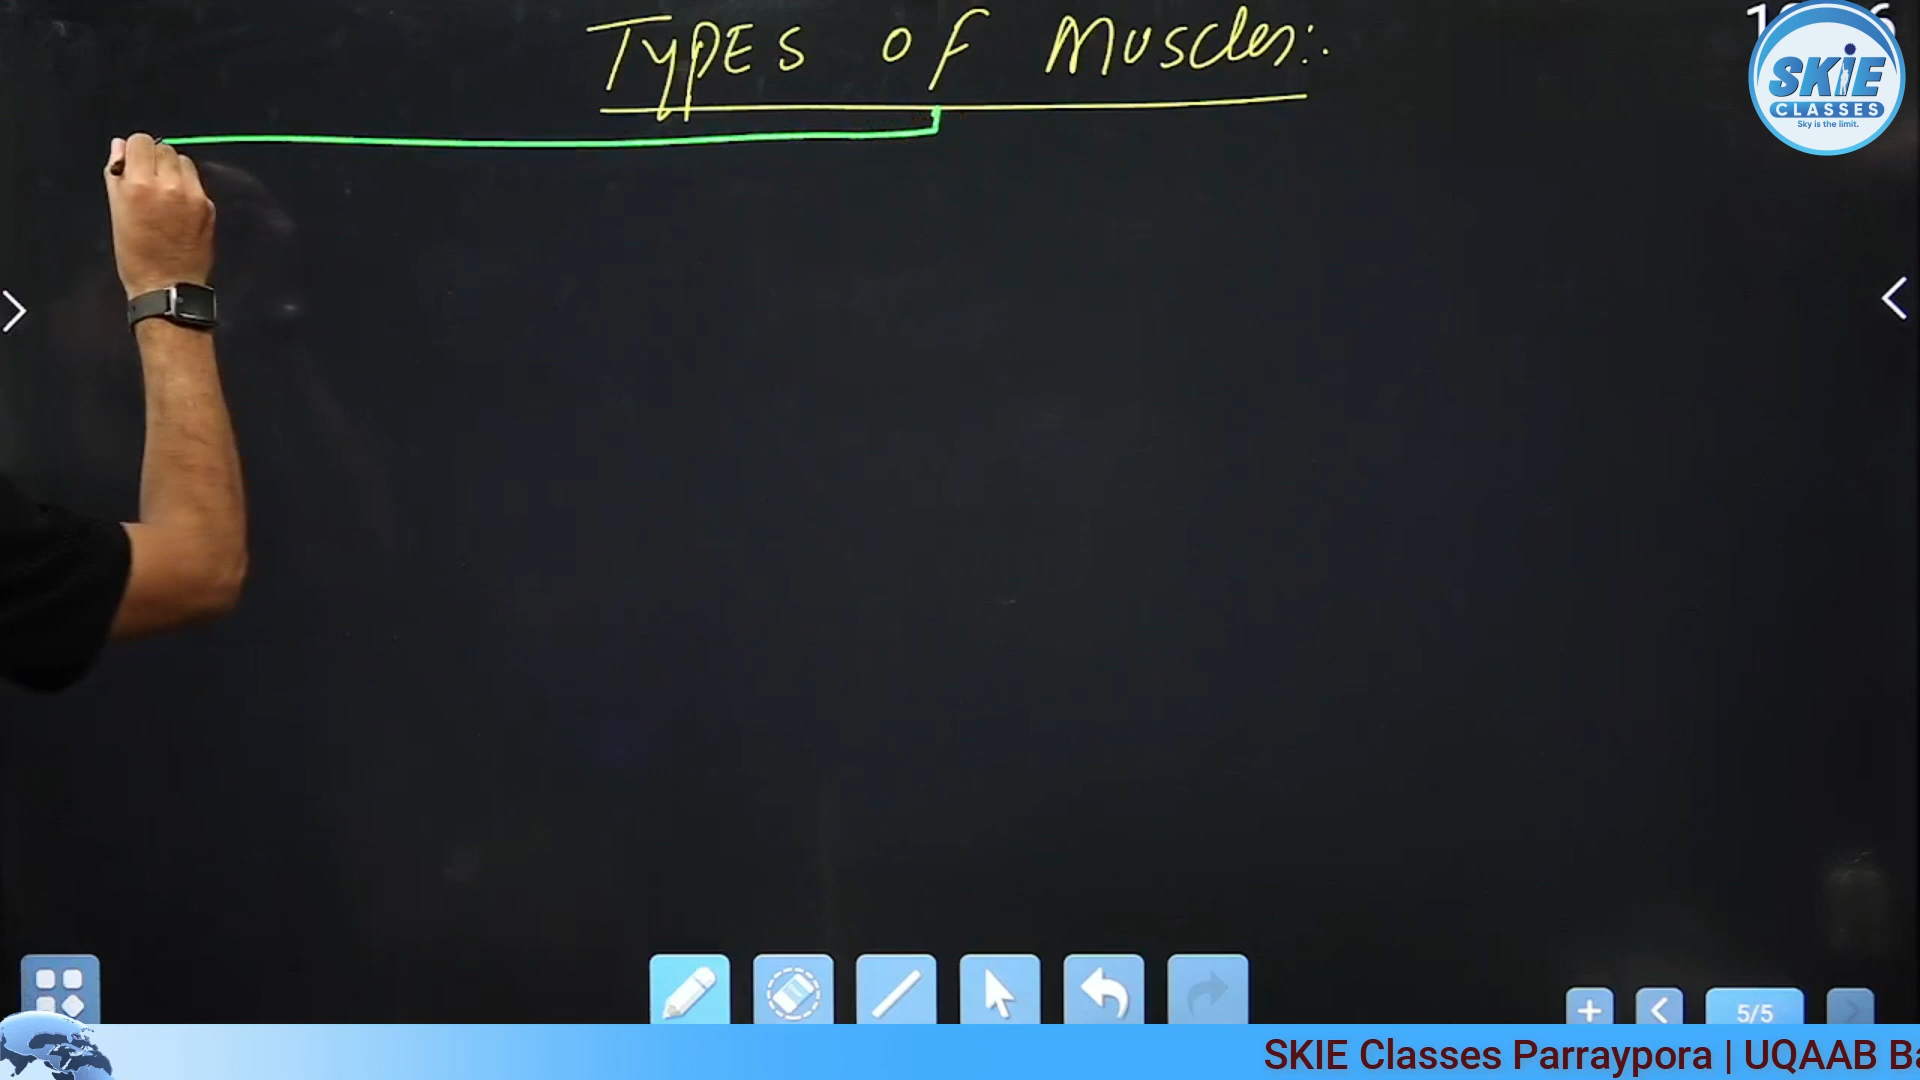 TYPES of Muscles:.
SKIE
CLASSES
Sky is the limit.
5/5
SKIE Classes Parraypora | UQAAB